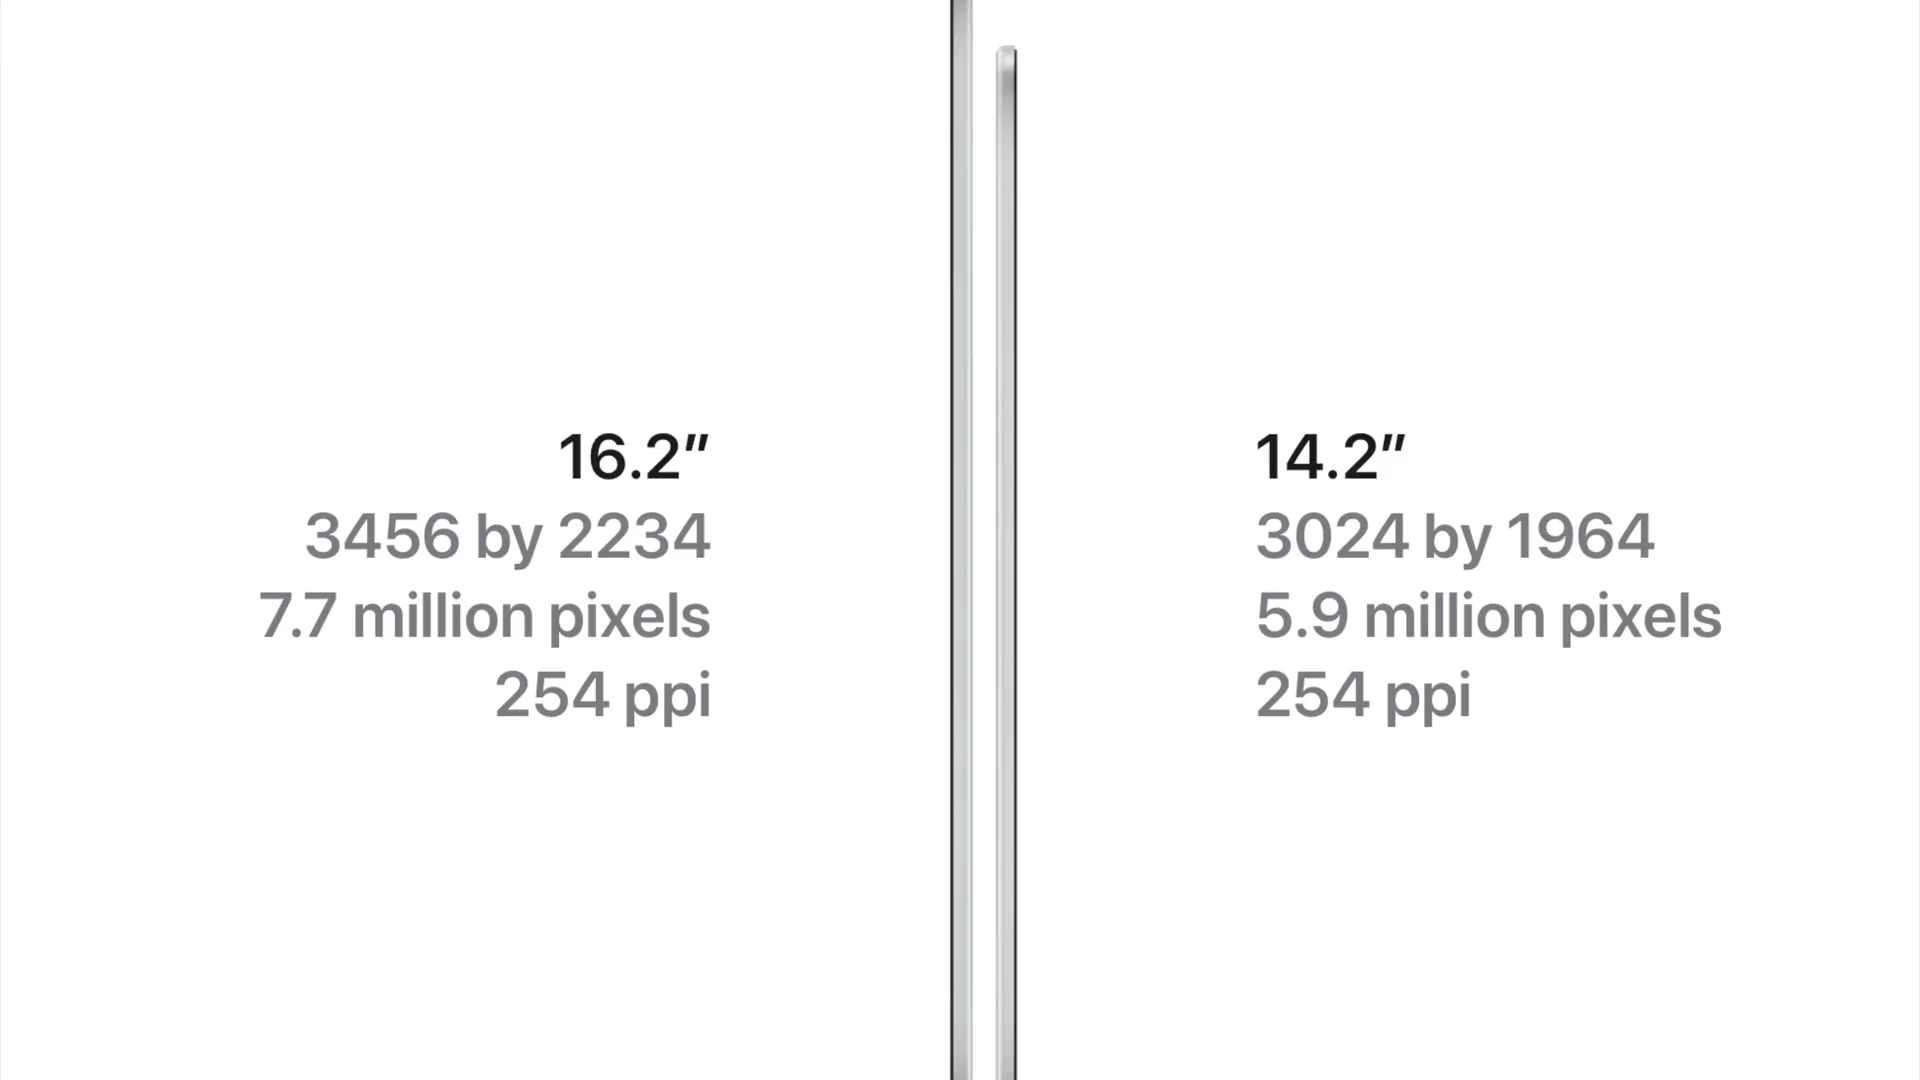 16.2″
3456 by 2234
7.7 million pixels
254 ppi
14.2″
3024 by 1964
5.9 million pixels
254 ppi